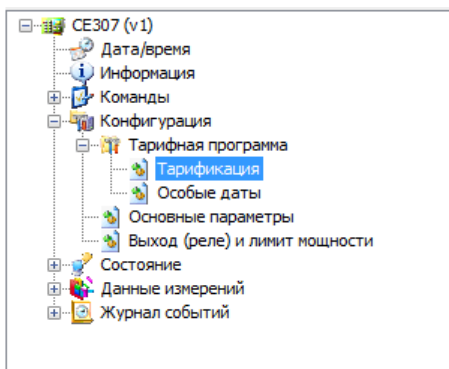 CE307 (v1)
Дата/время
Информация
Команды
Конфигурация
Тарифная программа
Тарификация
Особые даты
Основные параметры
Выход (реле) и лимит мощности
Состояние
Данные измерений
Журнал событий